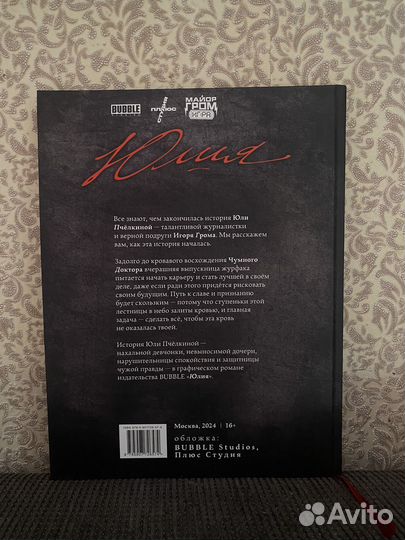 BUBBLE
ПЛЮС
МАЙОР
ГРОМ
ИГРА
Юлия
Все знают, чем закончилась история Юли
Пчёлкиной — талантливой журналистки
и верной подруги Игоря Грома. Мы расскажем
вам, как эта история началась.
Задолго до кровавого восхождения Чумного
Доктора вчерашняя выпускница журфака
пытается начать карьеру и стать лучшей в своём
деле, даже если ради этого придётся рисковать
своим будущим. Путь к славе и признанию
будет скользким — потому что ступеньки этой
лестницы в небо залиты кровью, и главная
задача — сделать всё, чтобы эта кровь
не оказалась твоей.
История Юли Пчёлкиной —
нахальной девчонки, невыносимой дочери,
нарушительницы спокойствия и защитницы
чужой правды — в графическом романе
издательства BUBBLE «Юлия».
Москва, 2024 | 16+
обложка:
BUBBLE Studios,
Плюс Студия
Avito